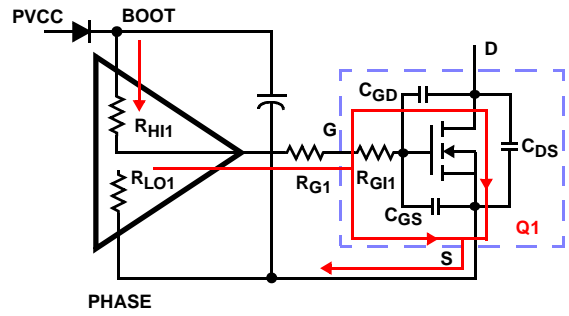 PVCC
BOOT
D
CGD
G
RHI1
CDS
RLO1
RG1
RGI1
CGS
Q1
S
PHASE